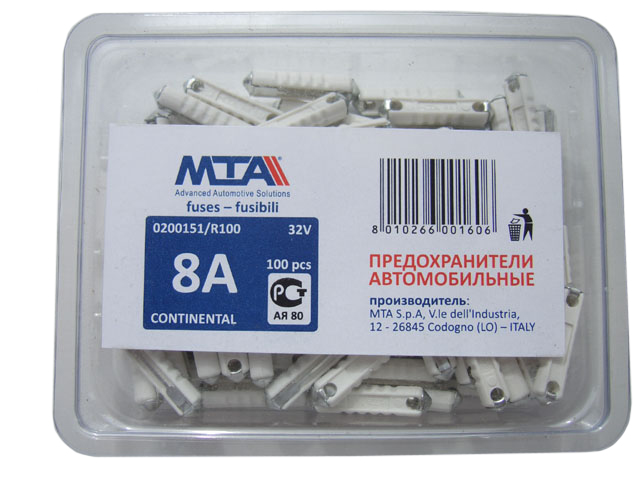 MTA
Advanced Automotive Solutions
fuses – fusibili
0200151/R100 32V
8A
100 pcs
CONTINENTAL
РСТ
АЯ 80
8 010266 001606
ПРЕДОХРАНИТЕЛИ
АВТОМОБИЛЬНЫЕ
производитель:
MTA S.p.A, V.le dell'Industria,
12 - 26845 Codogno (LO) – ITALY